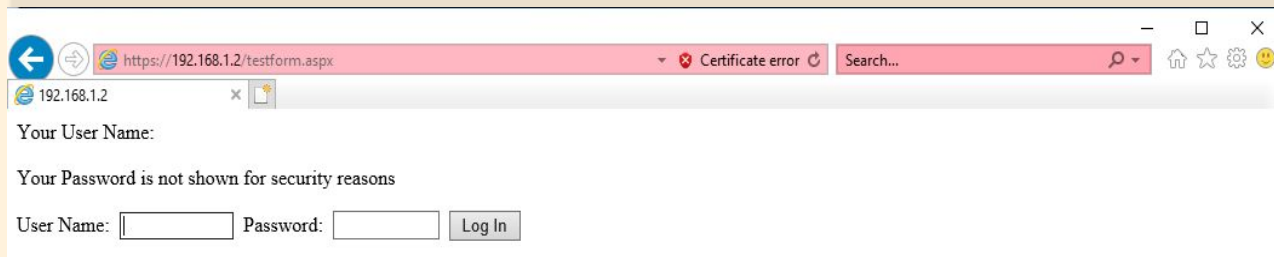 https://192.168.1.2/testform.aspx Certificate error Search...
192.168.1.2
Your User Name:
Your Password is not shown for security reasons
User Name: Password: Log In